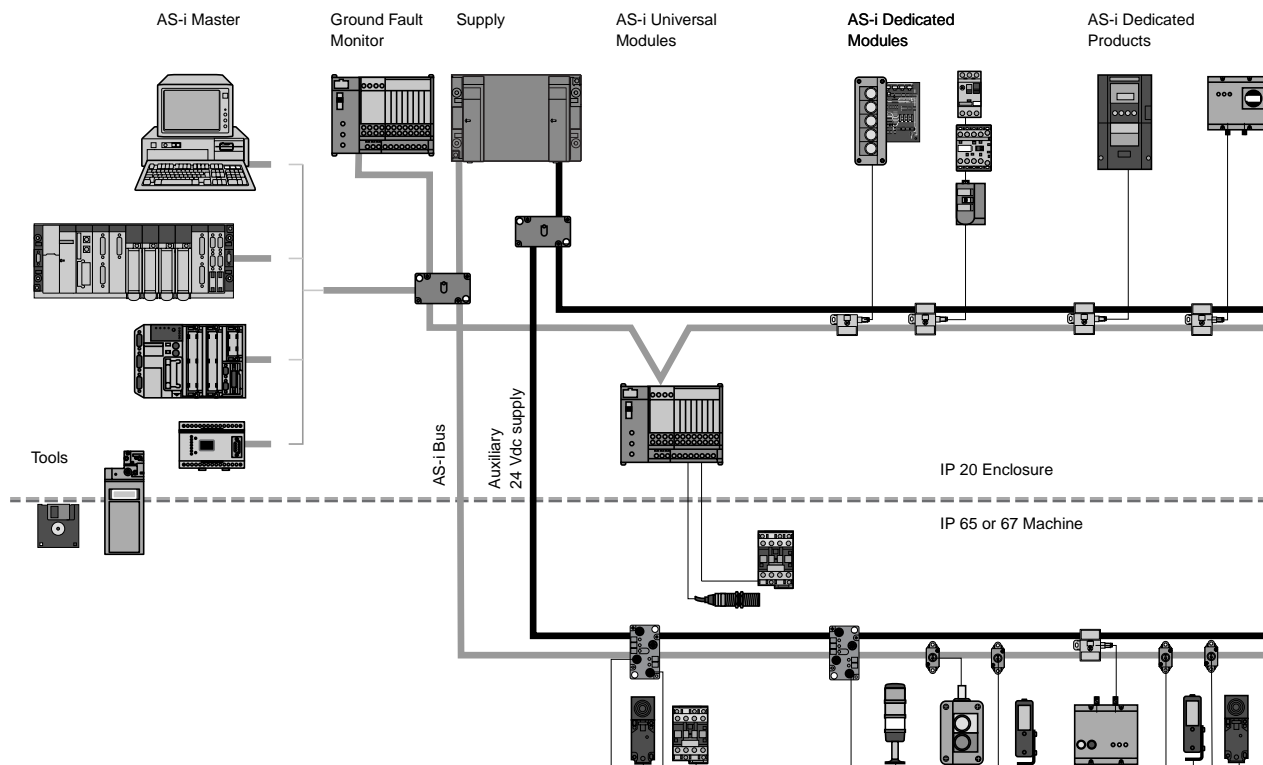 AS-i Master
Ground Fault
Monitor
Supply
AS-i Universal
Modules
AS-i Dedicated
Modules
AS-i Dedicated
Products
Tools
AS-i Bus
Auxiliary
24 Vdc supply
IP 20 Enclosure
IP 65 or 67 Machine